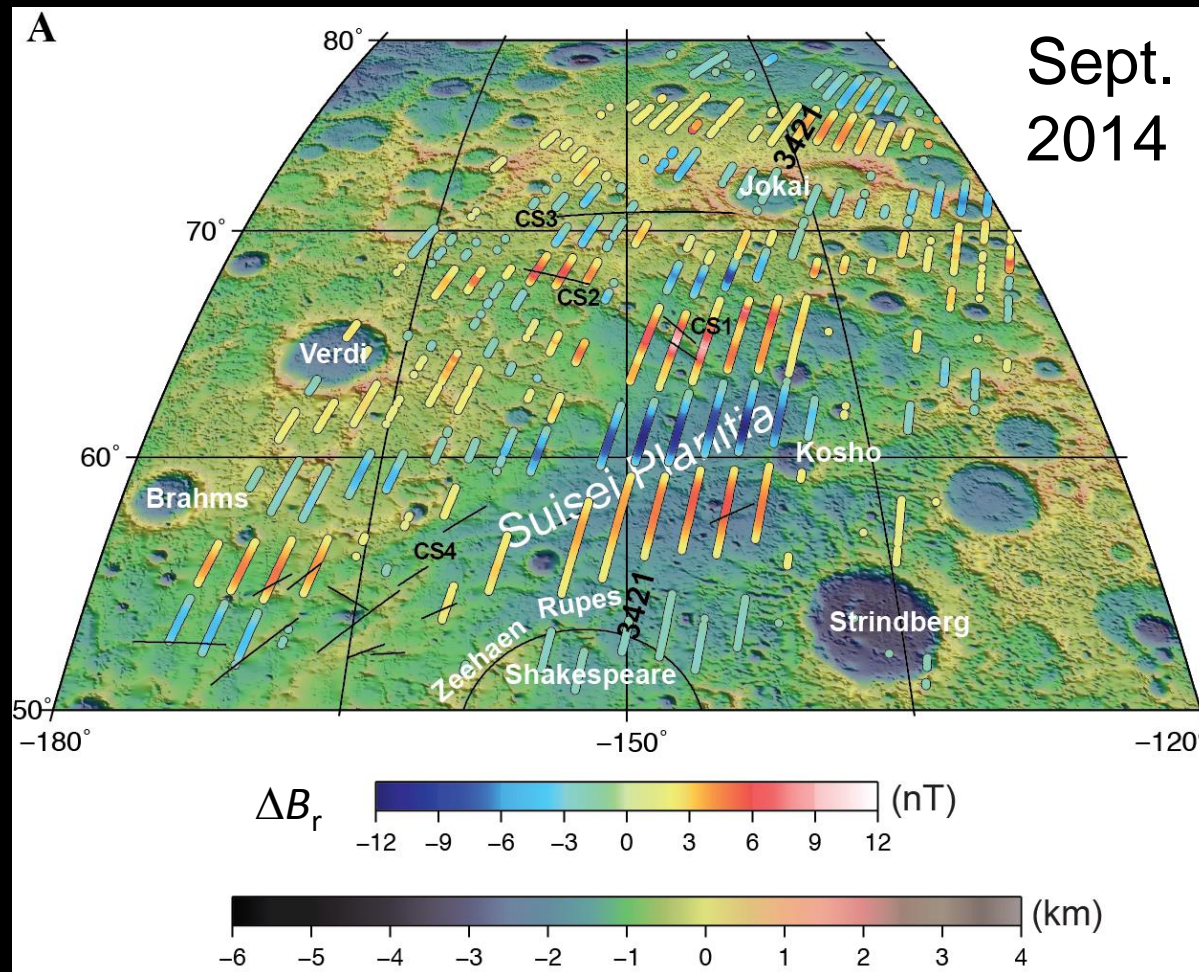 A
Sept.
2014
80°
3421
Jokai
CS3
70°
CS2
CS1
Verdi
Suisei Planitia
60°
Kosho
Brahms
CS4
Rupes
3421
Strindberg
Zeehaen
Shakespeare
50°
−180°
−150°
−120°
ΔBr
(nT)
−12 −9 −6 −3 0 3 6 9 12
(km)
−6 −5 −4 −3 −2 −1 0 1 2 3 4